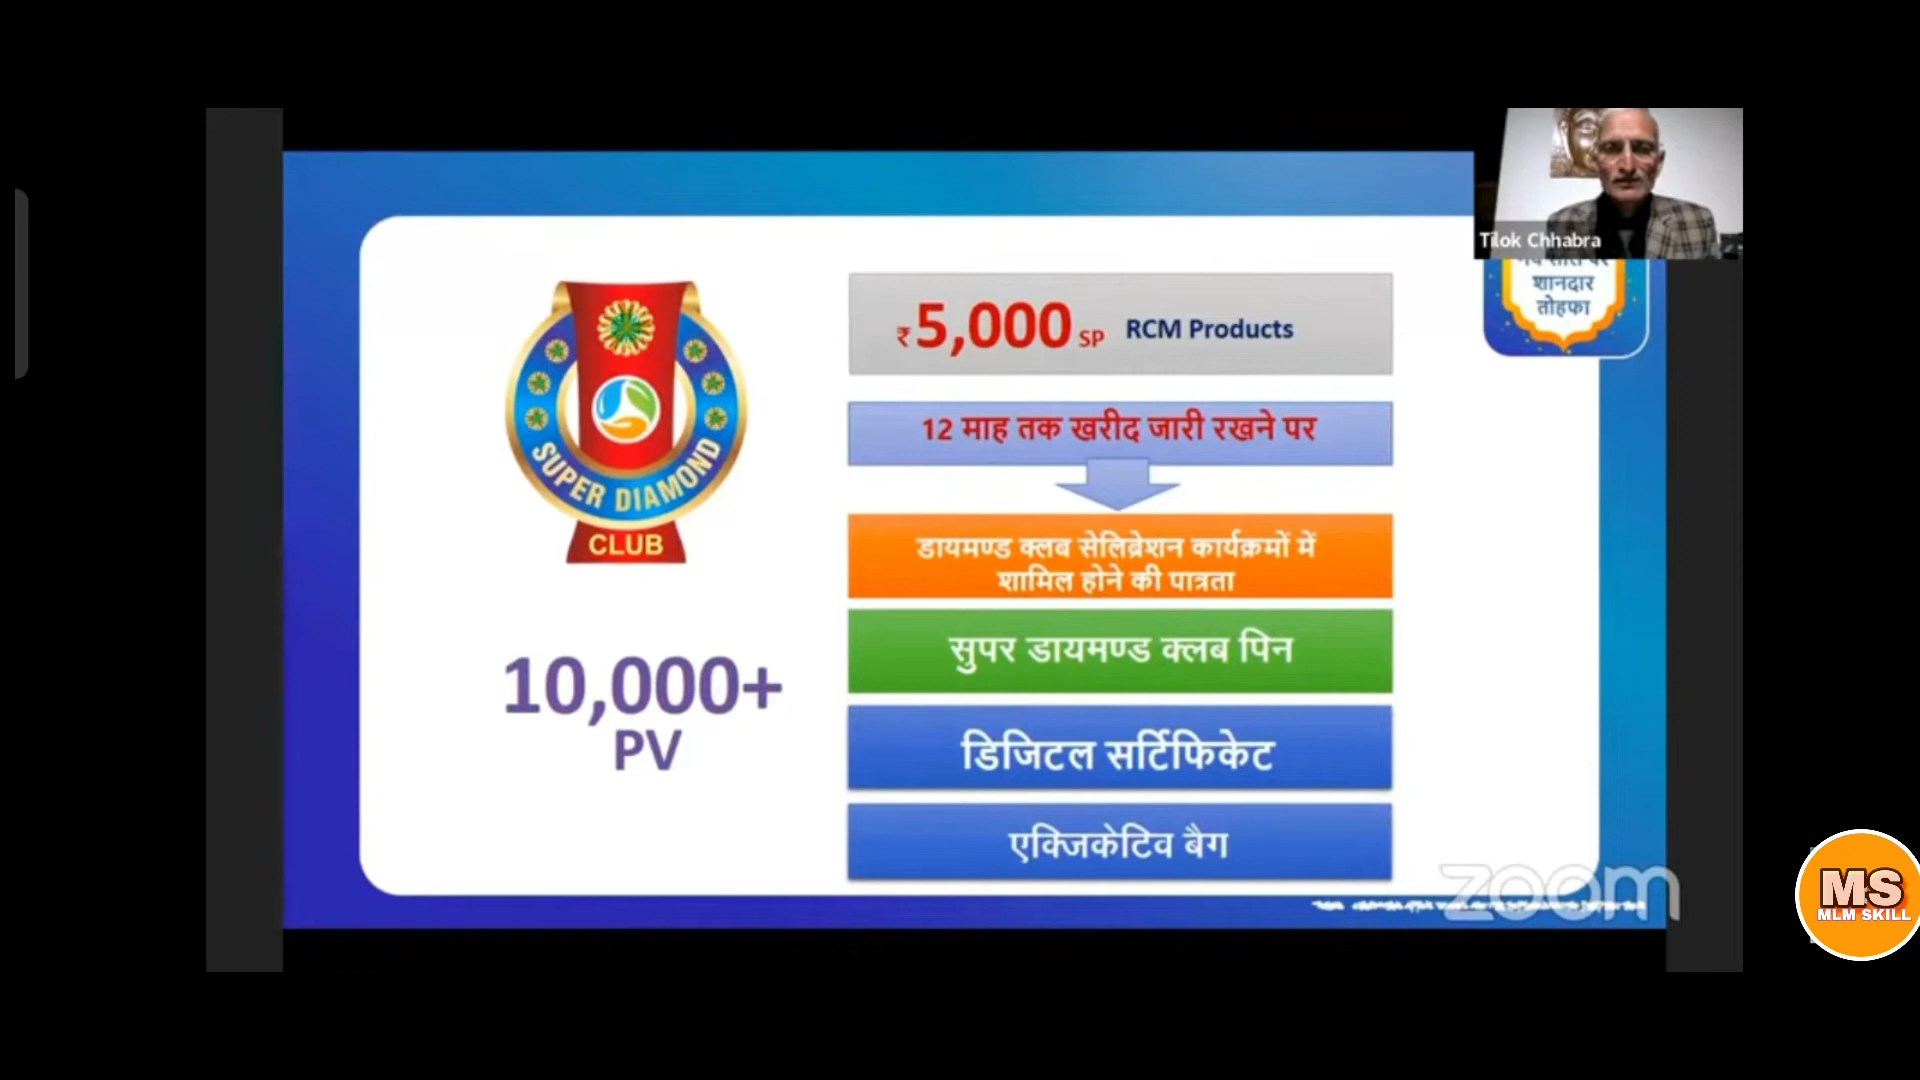 Tilok Chhabra
शानदार
तोहफा
SUPER DIAMOND
CLUB
10,000+
PV
₹5,000 SP RCM Products
12 माह तक खरीद जारी रखने पर
डायमण्ड क्लब सेलिब्रेशन कार्यक्रमों में
शामिल होने की पात्रता
सुपर डायमण्ड क्लब पिन
डिजिटल सर्टिफिकेट
एक्जिकेटिव बैग
zoom
MS
MLM SKILL